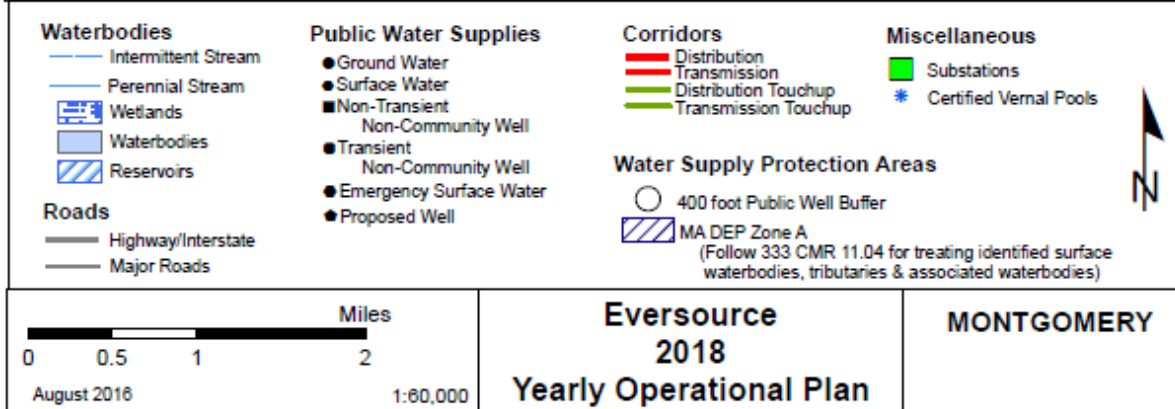 Waterbodies
Intermittent Stream
Perennial Stream
Wetlands
Waterbodies
Reservoirs
Roads
Highway/Interstate
Major Roads
Public Water Supplies
Ground Water
Surface Water
Non-Transient
Non-Community Well
Transient
Non-Community Well
Emergency Surface Water
Proposed Well
Corridors
Distribution
Transmission
Distribution Touchup
Transmission Touchup
Miscellaneous
Substations
Certified Vernal Pools
Water Supply Protection Areas
400 foot Public Well Buffer
MA DEP Zone A
(Follow 333 CMR 11.04 for treating identified surface
waterbodies, tributaries & associated waterbodies)
N
Miles
0 0.5 1 2
August 2016 1:60,000
Eversource
2018
Yearly Operational Plan
MONTGOMERY